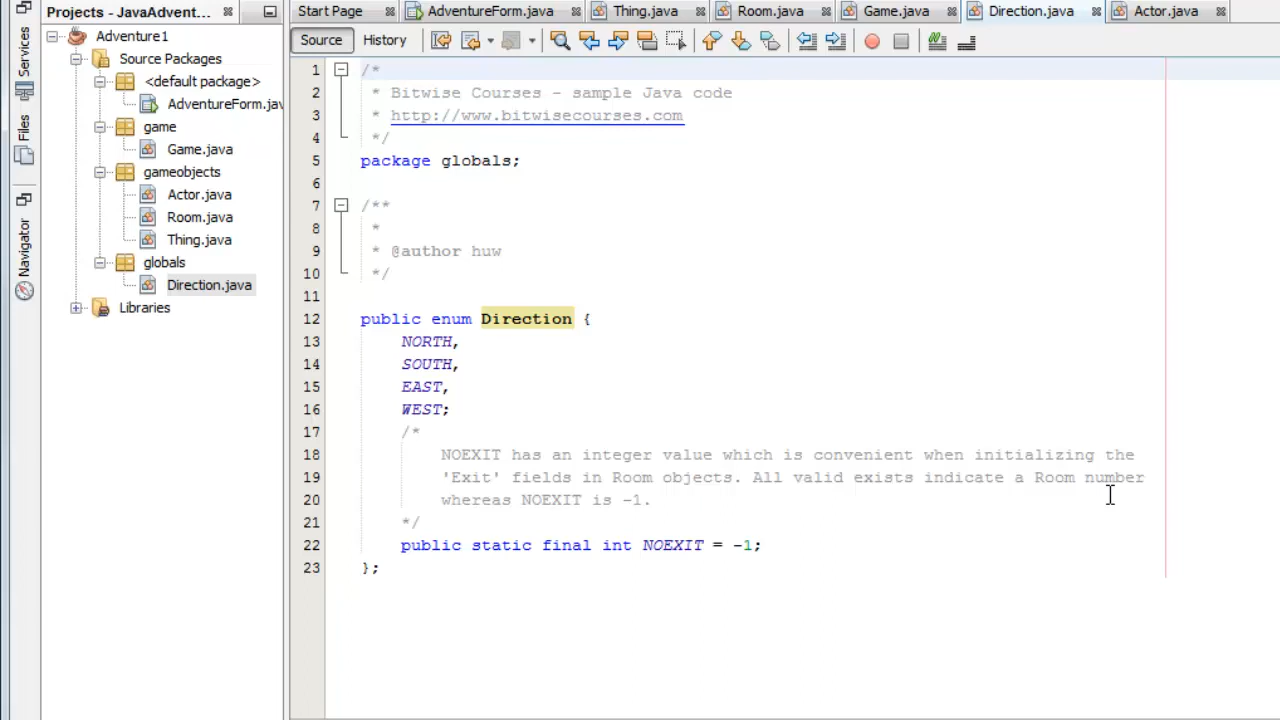 Projects - JavaAdvent...
Start Page
AdventureForm.java
Thing.java
Room.java
Game.java
Direction.java
Actor.java
Source
History
Services
Files
Navigator
Adventure1
Source Packages
<default package>
AdventureForm.jav
game
Game.java
gameobjects
Actor.java
Room.java
Thing.java
globals
Direction.java
Libraries
1 /*
2 * Bitwise Courses - sample Java code
3 * http://www.bitwisecourses.com
4 */
5 package globals;
6
7 /**
8 *
9 * @author huw
10 */
11
12 public enum Direction {
13 NORTH,
14 SOUTH,
15 EAST,
16 WEST;
17 /*
18 NOEXIT has an integer value which is convenient when initializing the
19 'Exit' fields in Room objects. All valid exists indicate a Room number
20 whereas NOEXIT is -1.
21 */
22 public static final int NOEXIT = -1;
23 };